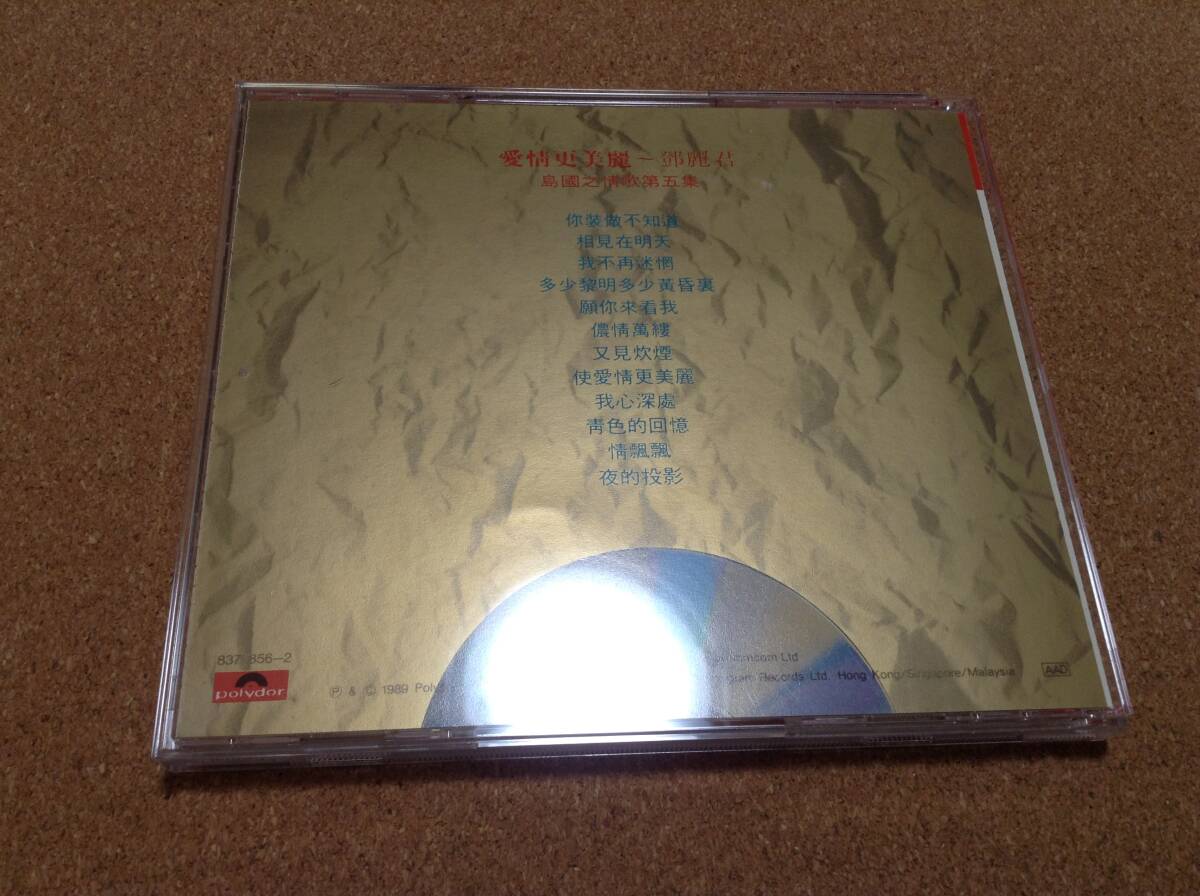 愛情更美麗～鄧麗君
島國之情歌第五集
你裝做不知道
相見在明天
我不再迷惘
多少黎明多少黃昏裏
願你來看我
儂情萬縷
又見炊煙
使愛情更美麗
我心深處
靑色的回憶
情飄飄
夜的投影
837 856-2
polydor
Ltd
Ⓟ & © 1989 Records Ltd. Hong Kong/Singapore/Malaysia
AAD